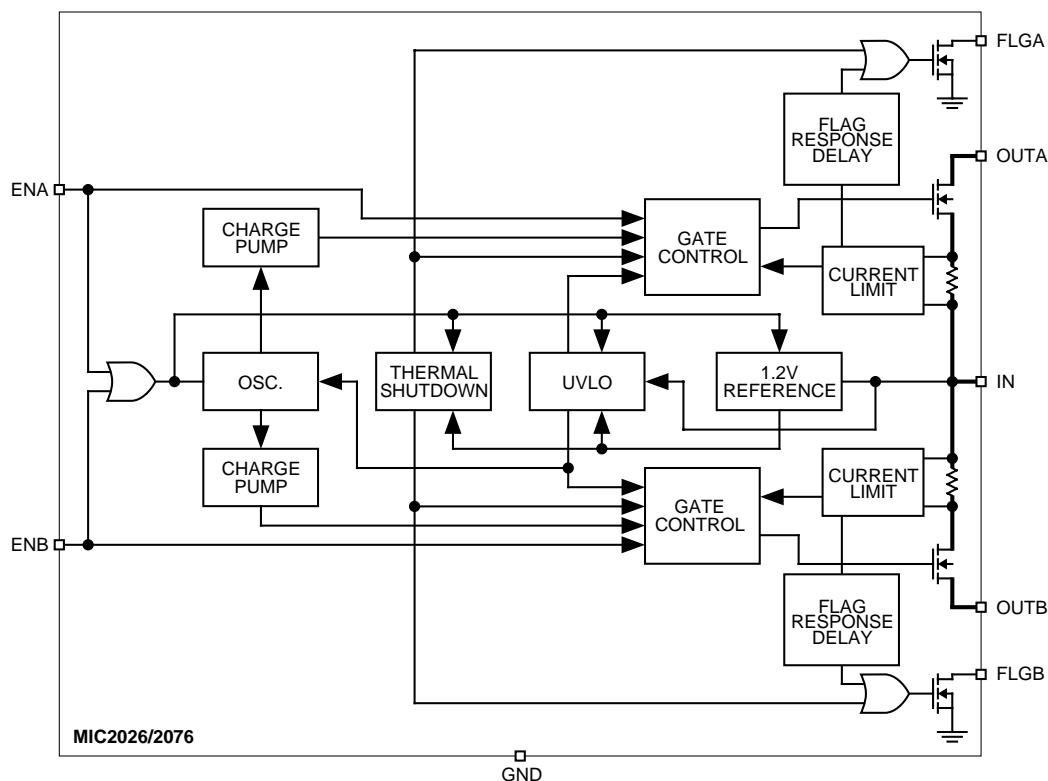 FLGA
FLAG
RESPONSE
DELAY
OUTA
ENA
CHARGE
PUMP
GATE
CONTROL
CURRENT
LIMIT
OSC.
THERMAL
SHUTDOWN
UVLO
1.2V
REFERENCE
IN
CHARGE
PUMP
GATE
CONTROL
CURRENT
LIMIT
ENB
FLAG
RESPONSE
DELAY
OUTB
FLGB
MIC2026/2076
GND